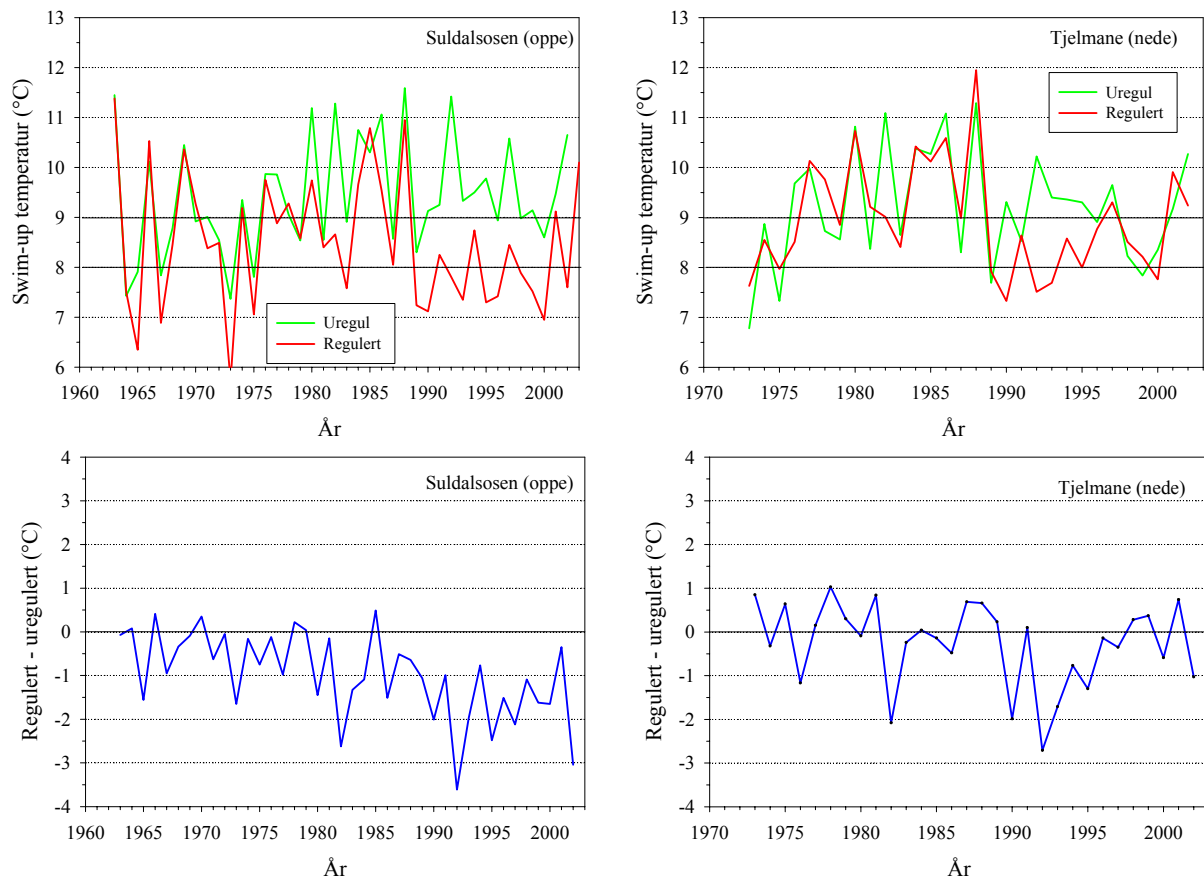 Suldalsosen (oppe)
Swim-up temperatur (°C)
13
12
11
10
9
8
7
6
Uregul
Regulert
1960 1965 1970 1975 1980 1985 1990 1995 2000
År
Tjelmane (nede)
Swim-up temperatur (°C)
13
12
11
10
9
8
7
6
Uregul
Regulert
1970 1975 1980 1985 1990 1995 2000
År
Suldalsosen (oppe)
Regulert - uregulert (°C)
4
3
2
1
0
-1
-2
-3
-4
1960 1965 1970 1975 1980 1985 1990 1995 2000
År
Tjelmane (nede)
Regulert - uregulert (°C)
4
3
2
1
0
-1
-2
-3
-4
1970 1975 1980 1985 1990 1995 2000
År